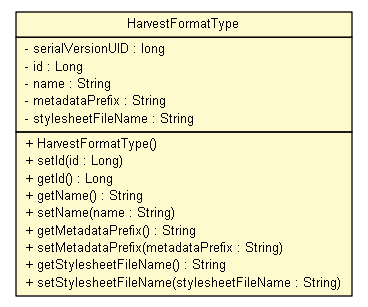 HarvestFormatType
- serialVersionUID : long
- id : Long
- name : String
- metadataPrefix : String
- stylesheetFileName : String
+ HarvestFormatType()
+ setId(id : Long)
+ getId() : Long
+ getName() : String
+ setName(name : String)
+ getMetadataPrefix() : String
+ setMetadataPrefix(metadataPrefix : String)
+ getStylesheetFileName() : String
+ setStylesheetFileName(stylesheetFileName : String)